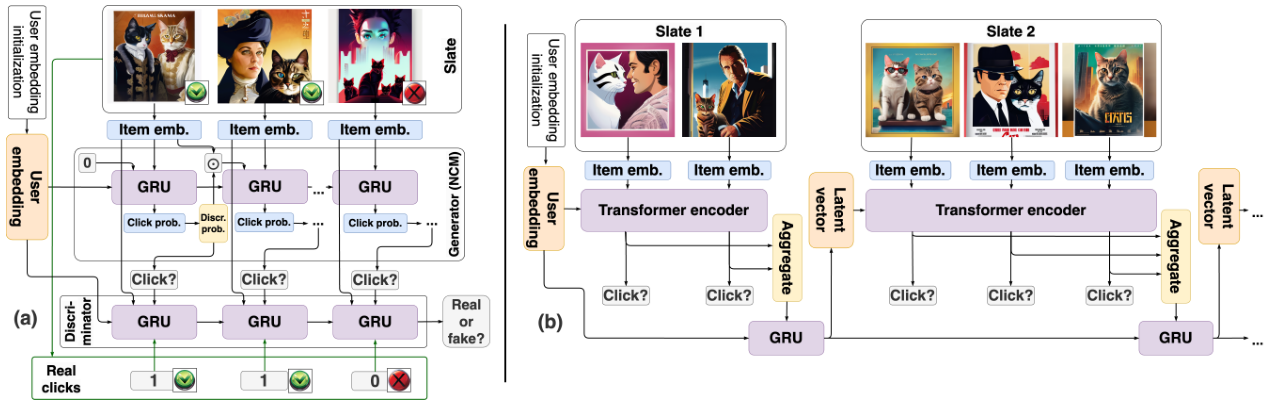 User embedding
initialization
User
embedding
Slate
Item emb.
Item emb.
Item emb.
0
GRU
GRU
...
GRU
Click prob.
Discr.
prob.
Click prob.
...
Click prob.
...
Generator (NCM)
Click?
Click?
Click?
(a)
Discri-
minator
GRU
GRU
GRU
Real
or
fake?
Real
clicks
1
1
0
User embedding
initialization
User
embedding
Slate 1
Item emb.
Item emb.
Transformer encoder
Aggregate
Click?
Click?
(b)
GRU
Latent
vector
Slate 2
Item emb.
Item emb.
Item emb.
Transformer encoder
Aggregate
Click?
Click?
Click?
GRU
Latent
vector
...
...